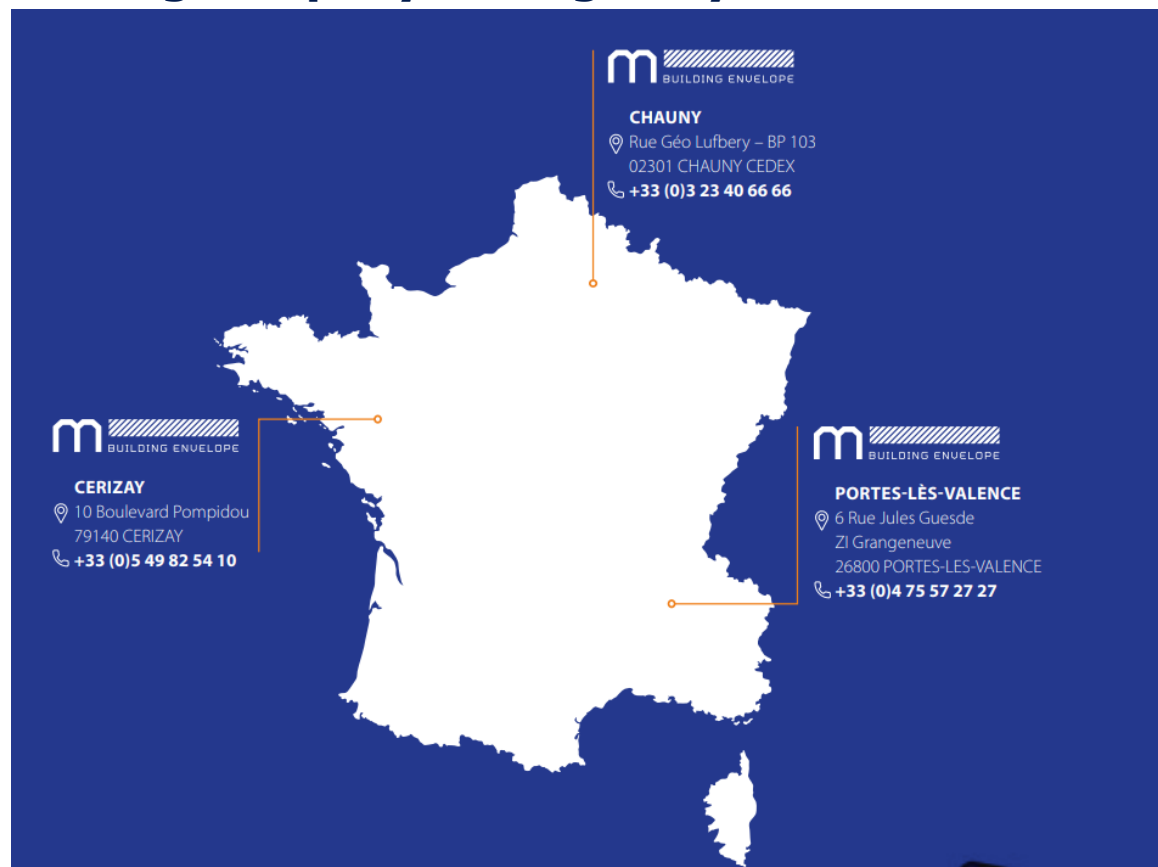 BUILDING ENVELOPE
CHAUNY
Rue Géo Lufbery – BP 103
02301 CHAUNY CEDEX
+33 (0)3 23 40 66 66
BUILDING ENVELOPE
CERIZAY
10 Boulevard Pompidou
79140 CERIZAY
+33 (0)5 49 82 54 10
BUILDING ENVELOPE
PORTES-LÈS-VALENCE
6 Rue Jules Guesde
ZI Grangeneuve
26800 PORTES-LES-VALENCE
+33 (0)4 75 57 27 27